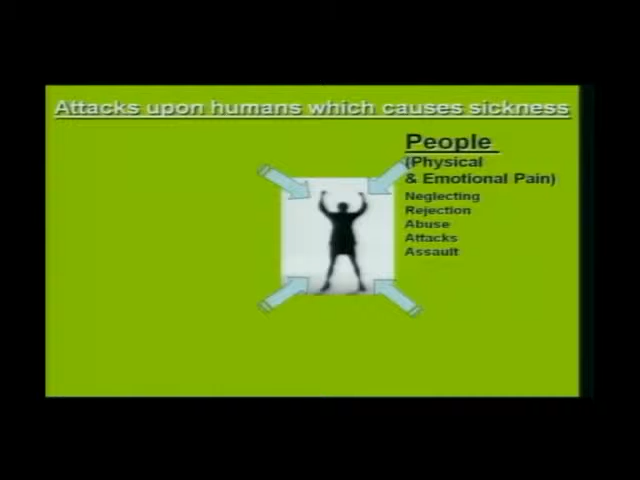 Attacks upon humans which causes sickness
People
(Physical
& Emotional Pain)
Neglecting
Rejection
Abuse
Attacks
Assault